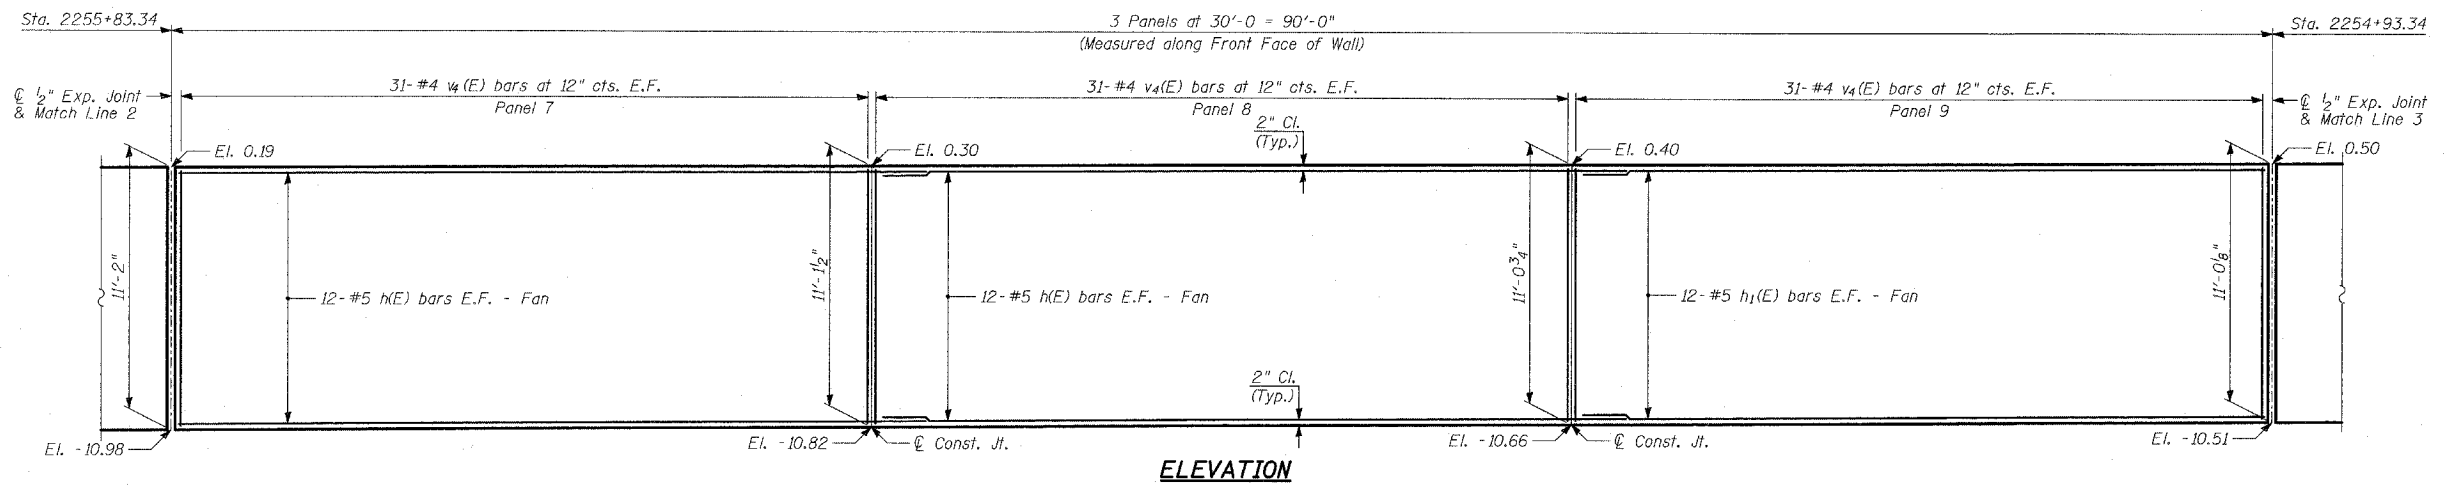 Sta. 2255+83.34
3 Panels at 30'-0 = 90'-0"
(Measured along Front Face of Wall)
Sta. 2254+93.34
℄ ½" Exp. Joint
& Match Line 2
31-#4 v4(E) bars at 12" cts. E.F.
Panel 7
31-#4 v4(E) bars at 12" cts. E.F.
Panel 8
31-#4 v4(E) bars at 12" cts. E.F.
Panel 9
℄ ½" Exp. Joint
& Match Line 3
2" Cl.
(Typ.)
El. 0.19
El. 0.30
El. 0.40
El. 0.50
11'-2"
12-#5 h(E) bars E.F. - Fan
11'-1½"
12-#5 h(E) bars E.F. - Fan
11'-0¾"
12-#5 h1(E) bars E.F. - Fan
11'-0⅛"
2" Cl.
(Typ.)
El. -10.98
El. -10.82
℄ Const. Jt.
El. -10.66
℄ Const. Jt.
El. -10.51
ELEVATION